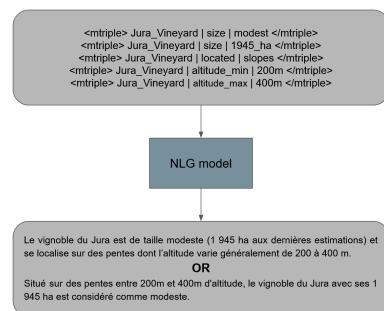 <mtriple> Jura_Vineyard | size | modest </mtriple>
<mtriple> Jura_Vineyard | size | 1945_ha </mtriple>
<mtriple> Jura_Vineyard | located | slopes </mtriple>
<mtriple> Jura_Vineyard | altitude_min | 200m </mtriple>
<mtriple> Jura_Vineyard | altitude_max | 400m </mtriple>
NLG model
Le vignoble du Jura est de taille modeste (1 945 ha aux dernières estimations) et
se localise sur des pentes dont l'altitude varie généralement de 200 à 400 m.
OR
Situé sur des pentes entre 200m et 400m d'altitude, le vignoble du Jura avec ses 1
945 ha est considéré comme modeste.